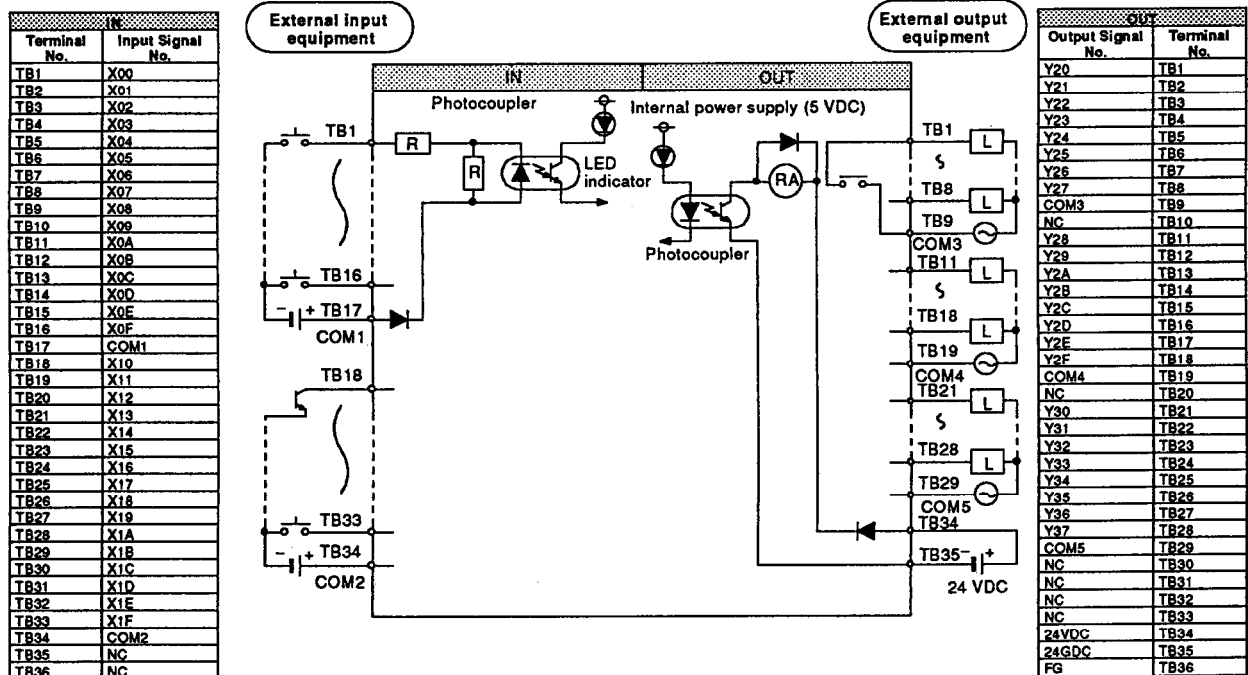 IN
Terminal No. Input Signal No.
TB1 X00
TB2 X01
TB3 X02
TB4 X03
TB5 X04
TB6 X05
TB7 X06
TB8 X07
TB9 X08
TB10 X09
TB11 X0A
TB12 X0B
TB13 X0C
TB14 X0D
TB15 X0E
TB16 X0F
TB17 COM1
TB18 X10
TB19 X11
TB20 X12
TB21 X13
TB22 X14
TB23 X15
TB24 X16
TB25 X17
TB26 X18
TB27 X19
TB28 X1A
TB29 X1B
TB30 X1C
TB31 X1D
TB32 X1E
TB33 X1F
TB34 COM2
TB35 NC
TB36 NC
External input
equipment
IN
OUT
Photocoupler
Internal power supply (5 VDC)
TB1
R
R
LED
indicator
RA
Photocoupler
TB16
- + TB17
COM1
TB18
TB33
- + TB34
COM2
External output
equipment
TB1
L
TB8
L
TB9
COM3
TB11
L
TB18
L
TB19
COM4
TB21
L
TB28
L
TB29
COM5
TB34
TB35 - +
24 VDC
OUT
Output Signal No. Terminal No.
Y20 TB1
Y21 TB2
Y22 TB3
Y23 TB4
Y24 TB5
Y25 TB6
Y26 TB7
Y27 TB8
COM3 TB9
NC TB10
Y28 TB11
Y29 TB12
Y2A TB13
Y2B TB14
Y2C TB15
Y2D TB16
Y2E TB17
Y2F TB18
COM4 TB19
NC TB20
Y30 TB21
Y31 TB22
Y32 TB23
Y33 TB24
Y34 TB25
Y35 TB26
Y36 TB27
Y37 TB28
COM5 TB29
NC TB30
NC TB31
NC TB32
NC TB33
24VDC TB34
24GDC TB35
FG TB36